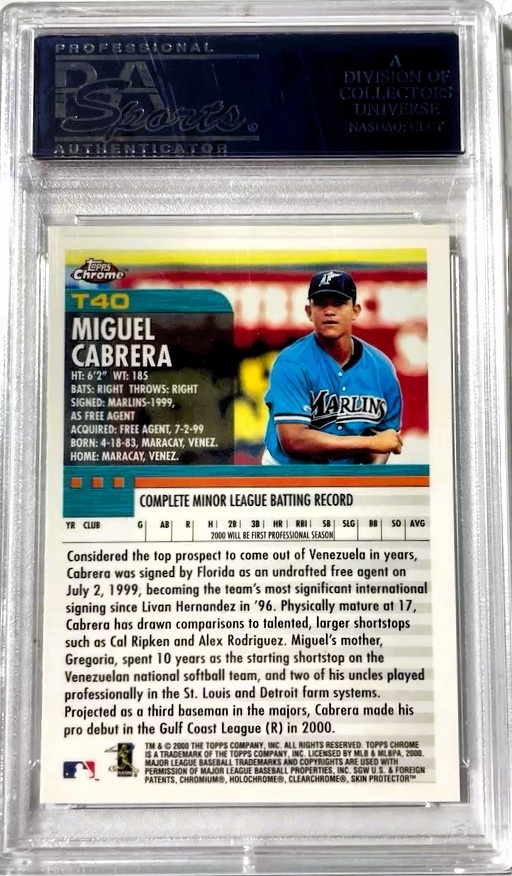 PROFESSIONAL
PSA
Sports
AUTHENTICATOR
A
DIVISION OF
COLLECTORS
UNIVERSE
NASDAQ: CLCT
Topps
Chrome
T40
MIGUEL
CABRERA
HT: 6'2" WT: 185
BATS: RIGHT THROWS: RIGHT
SIGNED: MARLINS-1999,
AS FREE AGENT
ACQUIRED: FREE AGENT, 7-2-99
BORN: 4-18-83, MARACAY, VENEZ.
HOME: MARACAY, VENEZ.
MARLINS
COMPLETE MINOR LEAGUE BATTING RECORD
YR CLUB G AB R H 2B 3B HR RBI SB SLG BB SO AVG
2000 WILL BE FIRST PROFESSIONAL SEASON
Considered the top prospect to come out of Venezuela in years,
Cabrera was signed by Florida as an undrafted free agent on
July 2, 1999, becoming the team's most significant international
signing since Livan Hernandez in '96. Physically mature at 17,
Cabrera has drawn comparisons to talented, larger shortstops
such as Cal Ripken and Alex Rodriguez. Miguel's mother,
Gregoria, spent 10 years as the starting shortstop on the
Venezuelan national softball team, and two of his uncles played
professionally in the St. Louis and Detroit farm systems.
Projected as a third baseman in the majors, Cabrera made his
pro debut in the Gulf Coast League (R) in 2000.
TM & © 2000 THE TOPPS COMPANY, INC. ALL RIGHTS RESERVED. TOPPS CHROME
IS A TRADEMARK OF THE TOPPS COMPANY, INC. LICENSED BY MLB & MLBPA, 2000.
MAJOR LEAGUE BASEBALL TRADEMARKS AND COPYRIGHTS ARE USED WITH
PERMISSION OF MAJOR LEAGUE BASEBALL PROPERTIES, INC. SGW U.S. & FOREIGN
PATENTS, CHROMIUM®, HOLOCHROME®, CLEARCHROME®, SKIN PROTECTOR™